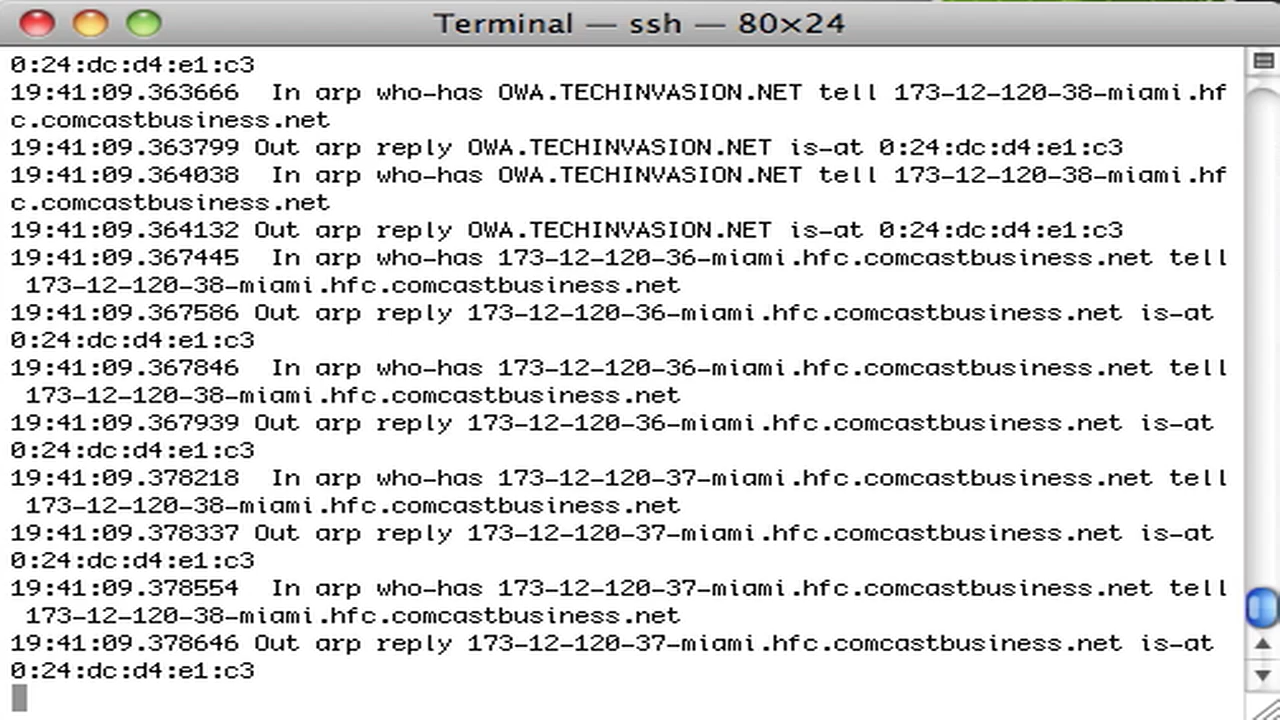 Terminal — ssh — 80×24
0:24:dc:d4:e1:c3
19:41:09.363666  In arp who-has OWA.TECHINVASION.NET tell 173-12-120-38-miami.hf
c.comcastbusiness.net
19:41:09.363799 Out arp reply OWA.TECHINVASION.NET is-at 0:24:dc:d4:e1:c3
19:41:09.364038  In arp who-has OWA.TECHINVASION.NET tell 173-12-120-38-miami.hf
c.comcastbusiness.net
19:41:09.364132 Out arp reply OWA.TECHINVASION.NET is-at 0:24:dc:d4:e1:c3
19:41:09.367445  In arp who-has 173-12-120-36-miami.hfc.comcastbusiness.net tell
 173-12-120-38-miami.hfc.comcastbusiness.net
19:41:09.367586 Out arp reply 173-12-120-36-miami.hfc.comcastbusiness.net is-at
0:24:dc:d4:e1:c3
19:41:09.367846  In arp who-has 173-12-120-36-miami.hfc.comcastbusiness.net tell
 173-12-120-38-miami.hfc.comcastbusiness.net
19:41:09.367939 Out arp reply 173-12-120-36-miami.hfc.comcastbusiness.net is-at
0:24:dc:d4:e1:c3
19:41:09.378218  In arp who-has 173-12-120-37-miami.hfc.comcastbusiness.net tell
 173-12-120-38-miami.hfc.comcastbusiness.net
19:41:09.378337 Out arp reply 173-12-120-37-miami.hfc.comcastbusiness.net is-at
0:24:dc:d4:e1:c3
19:41:09.378554  In arp who-has 173-12-120-37-miami.hfc.comcastbusiness.net tell
 173-12-120-38-miami.hfc.comcastbusiness.net
19:41:09.378646 Out arp reply 173-12-120-37-miami.hfc.comcastbusiness.net is-at
0:24:dc:d4:e1:c3